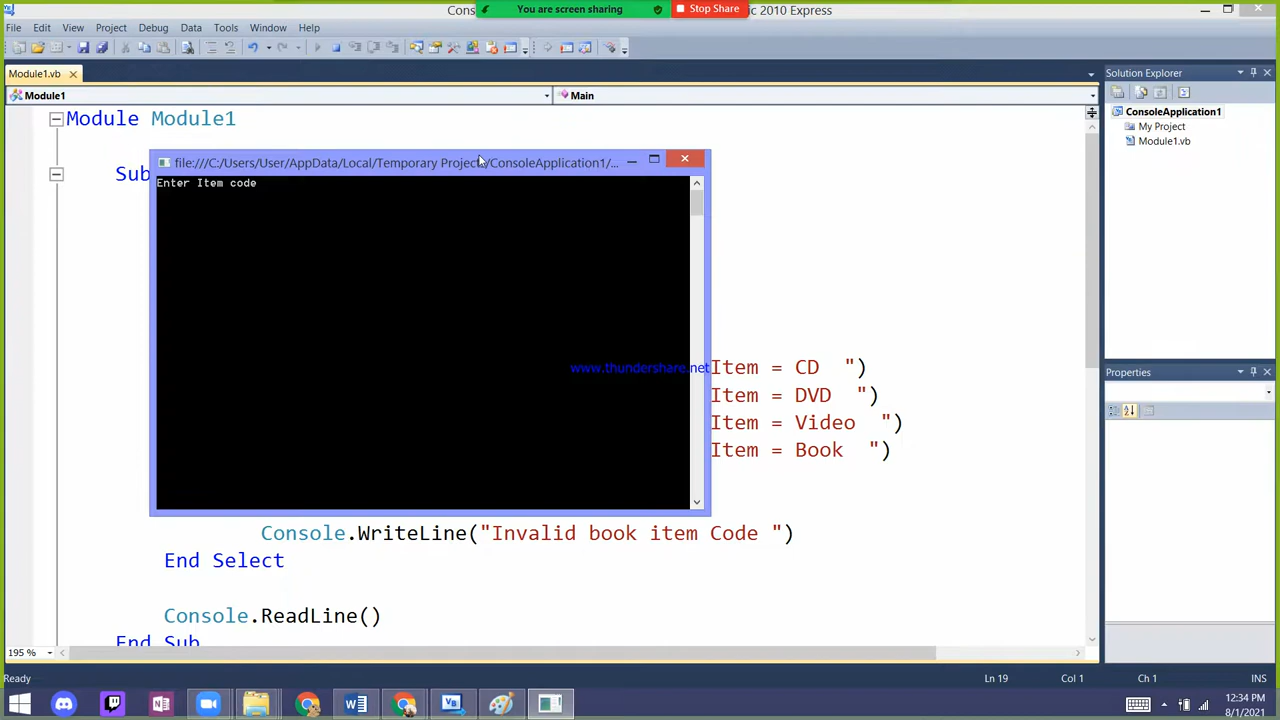 Cons
You are screen sharing
Stop Share
ic 2010 Express
File Edit View Project Debug Data Tools Window Help
Module1.vb
Module1
Main
Module Module1
Sub
file:///C:/Users/User/AppData/Local/Temporary Projects/ConsoleApplication1/...
Enter Item code
www.thundershare.net
Item = CD ")
Item = DVD ")
Item = Video ")
Item = Book ")
Console.WriteLine("Invalid book item Code ")
End Select
Console.ReadLine()
End Sub
195 %
Solution Explorer
ConsoleApplication1
My Project
Module1.vb
Properties
Ready
Ln 19
Col 1
Ch 1
INS
12:34 PM
8/1/2021